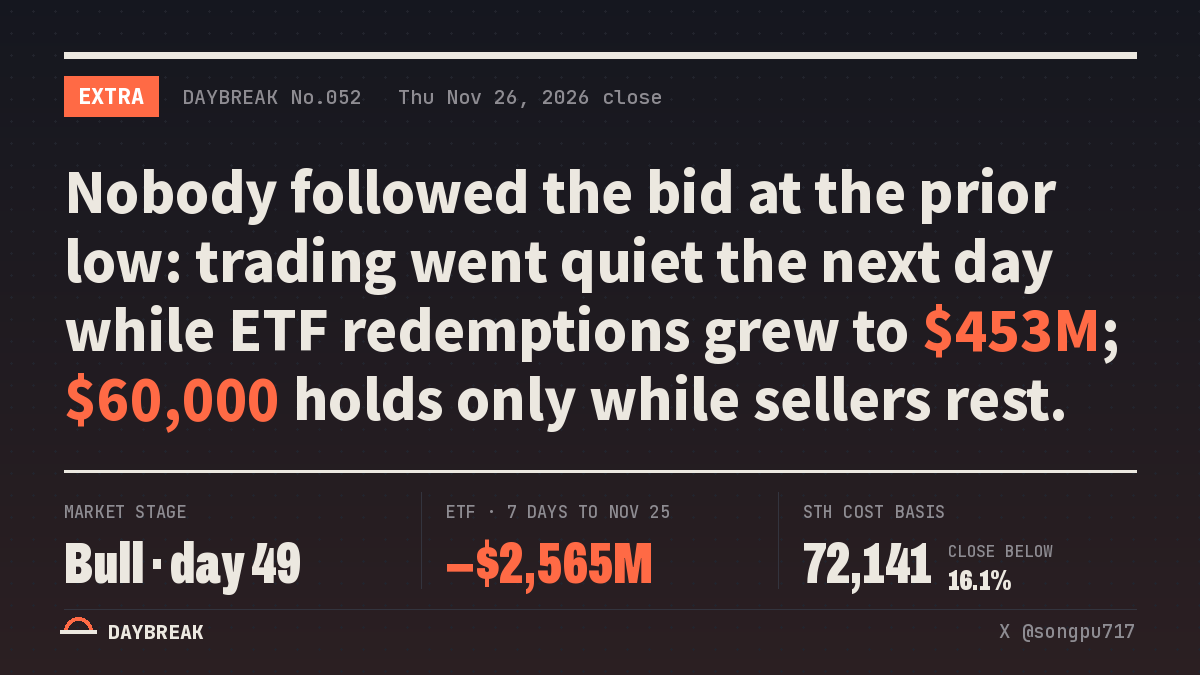 EXTRA DAYBREAK No.052 Thu Nov 26, 2026 close
Nobody followed the bid at the prior
low: trading went quiet the next day
while ETF redemptions grew to $453M;
$60,000 holds only while sellers rest.
MARKET STAGE
Bull · day 49
ETF · 7 DAYS TO NOV 25
–$2,565M
STH COST BASIS
72,141
CLOSE BELOW
16.1%
DAYBREAK
X @songpu717